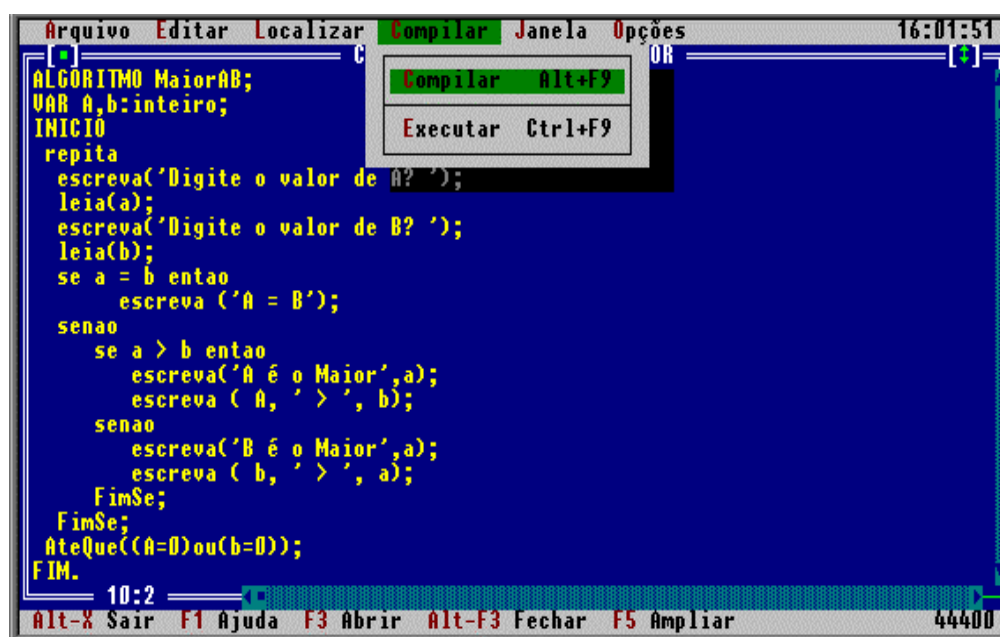 Arquivo Editar Localizar Compilar Janela Opções 16:01:51
C OR
Compilar Alt+F9
Executar Ctrl+F9
ALGORITMO MaiorAB;
VAR A,b:inteiro;
INICIO
repita
escreva('Digite o valor de A? ');
leia(a);
escreva('Digite o valor de B? ');
leia(b);
se a = b entao
escreva ('A = B');
senao
se a > b entao
escreva('A é o Maior',a);
escreva ( A, ' > ', b);
senao
escreva('B é o Maior',a);
escreva ( b, ' > ', a);
FimSe;
FimSe;
AteQue((A=0)ou(b=0));
FIM.
10:2
Alt-X Sair F1 Ajuda F3 Abrir Alt-F3 Fechar F5 Ampliar 44400